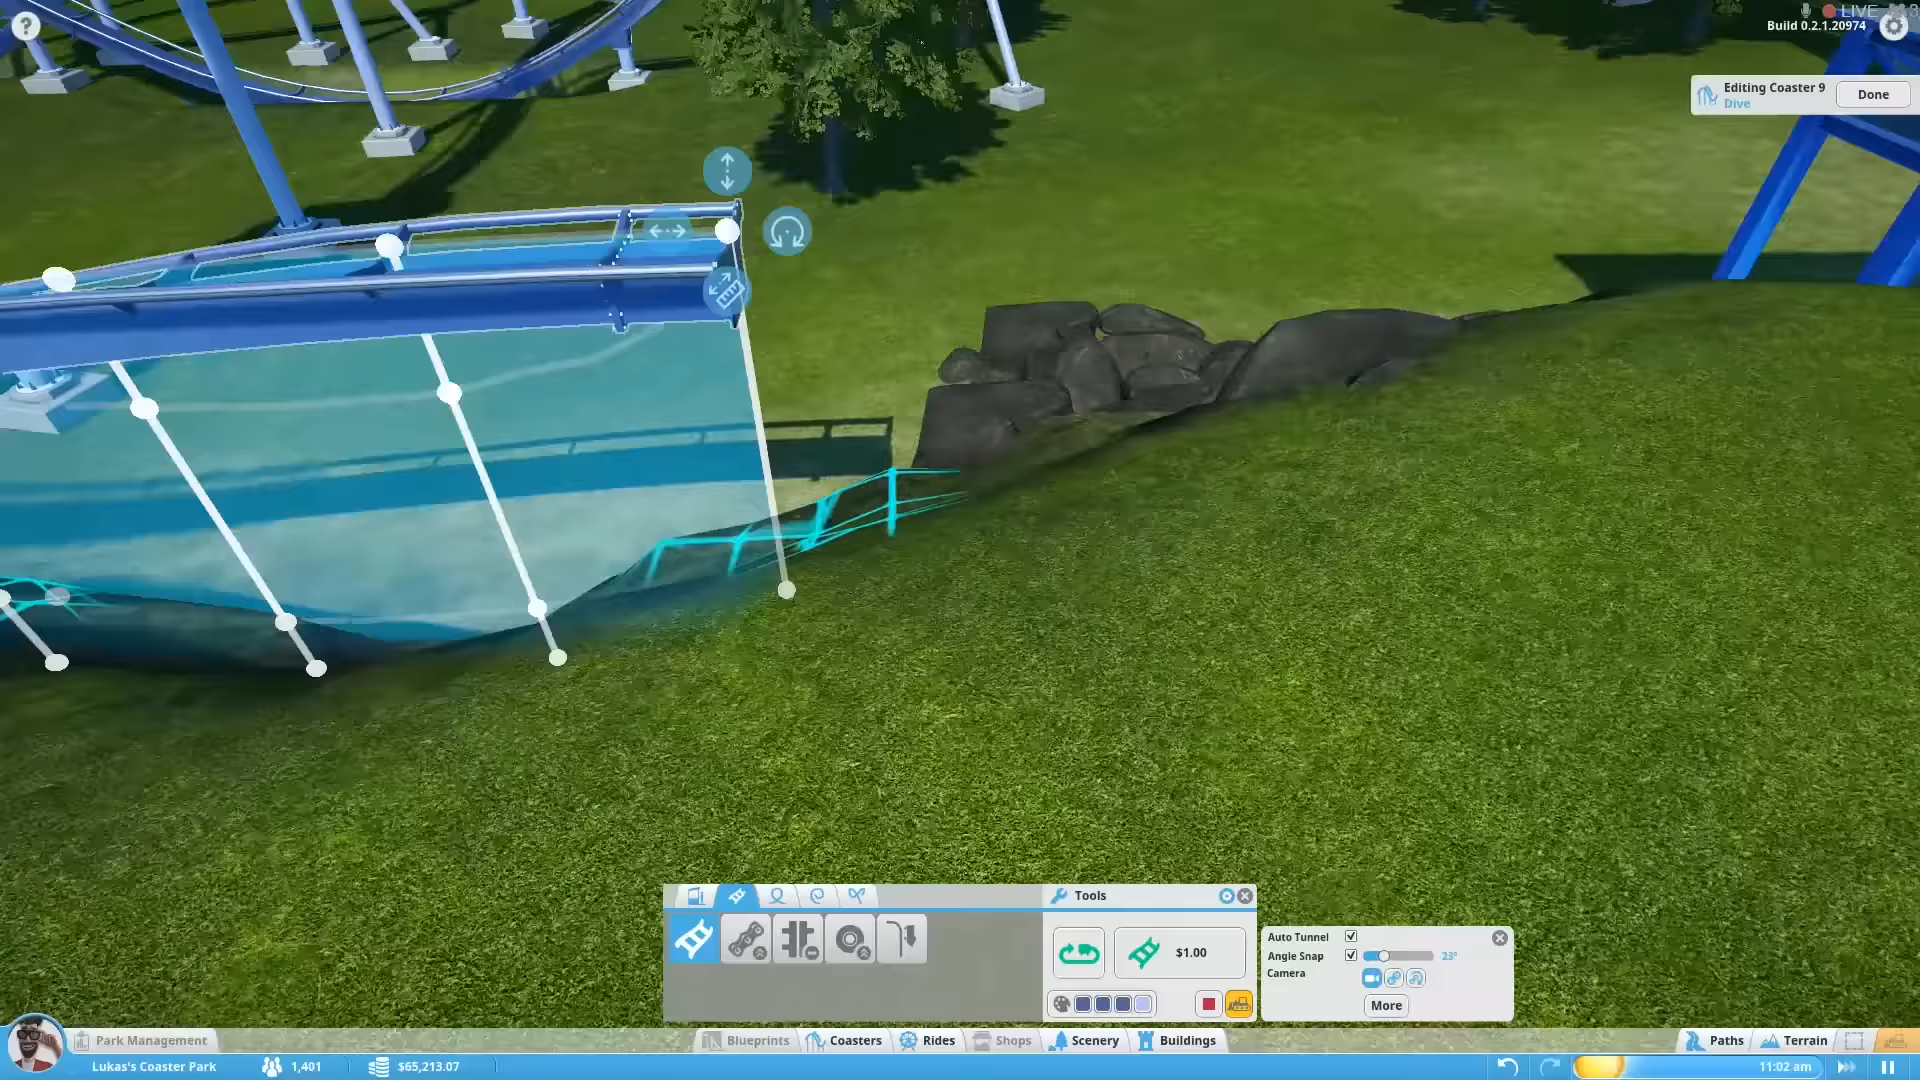 ?
LIVE
Build 0.2.1.20974
Editing Coaster 9
Dive
Done
Tools
$1.00
Auto Tunnel
Angle Snap
23°
Camera
More
Park Management
Blueprints
Coasters
Rides
Shops
Scenery
Buildings
Paths
Terrain
Lukas's Coaster Park
1,401
$65,213.07
11:02 am